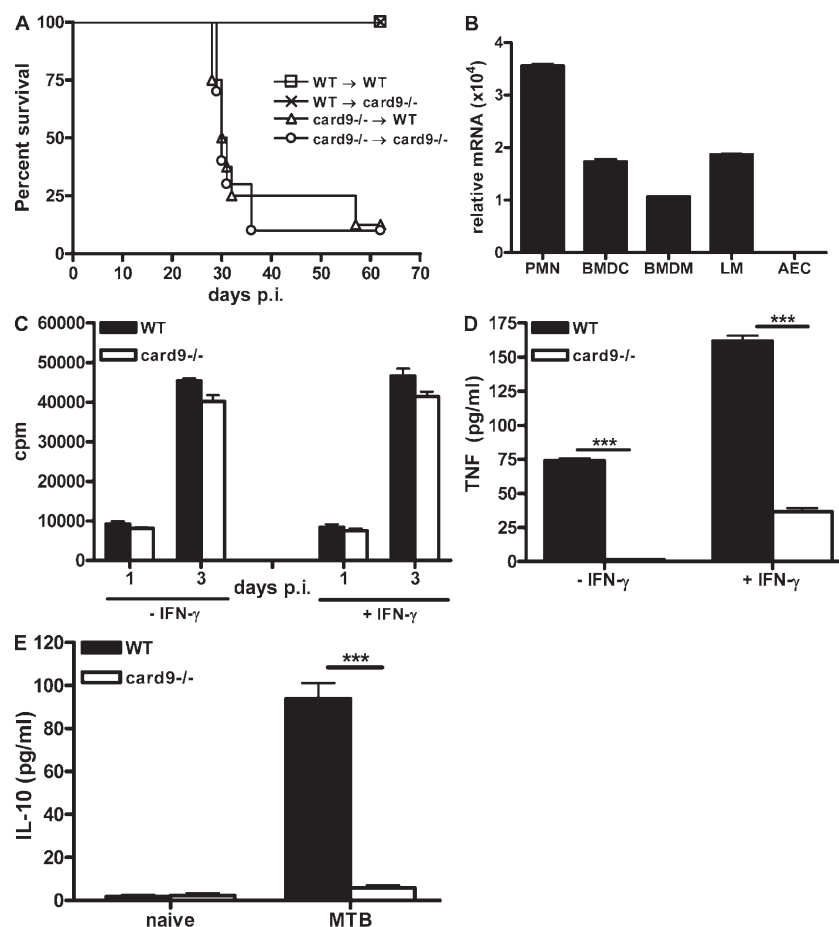 A
Percent survival
100
75
50
25
0
WT → WT
WT → card9-/-
card9-/- → WT
card9-/- → card9-/-
0 10 20 30 40 50 60 70
days p.i.
B
relative mRNA (x10⁴)
4
3
2
1
0
PMN BMDC BMDM LM AEC
C
WT
card9-/-
cpm
60000
50000
40000
30000
20000
10000
0
1 3 days p.i. 1 3
- IFN-γ + IFN-γ
D
WT
card9-/-
TNF (pg/ml)
175
150
125
100
75
50
25
0
***
***
- IFN-γ + IFN-γ
E
WT
card9-/-
IL-10 (pg/ml)
120
100
80
60
40
20
0
***
naive MTB